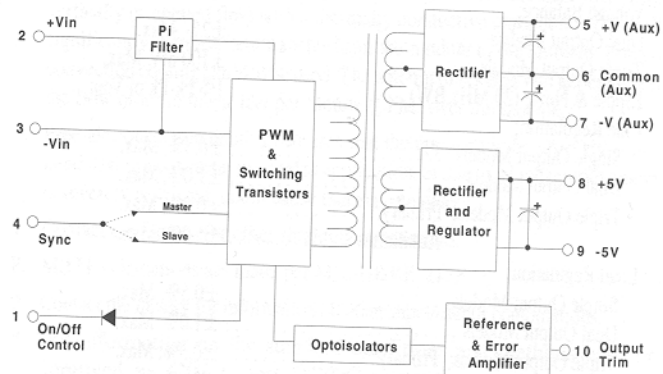 2 +Vin
Pi
Filter
3 -Vin
4
Sync
Master
Slave
PWM
&
Switching
Transistors
1
On/Off
Control
Rectifier
5 +V (Aux)
6 Common
(Aux)
7 -V (Aux)
Rectifier
and
Regulator
8 +5V
9 -5V
Optoisolators
Reference
& Error
Amplifier
10 Output
Trim